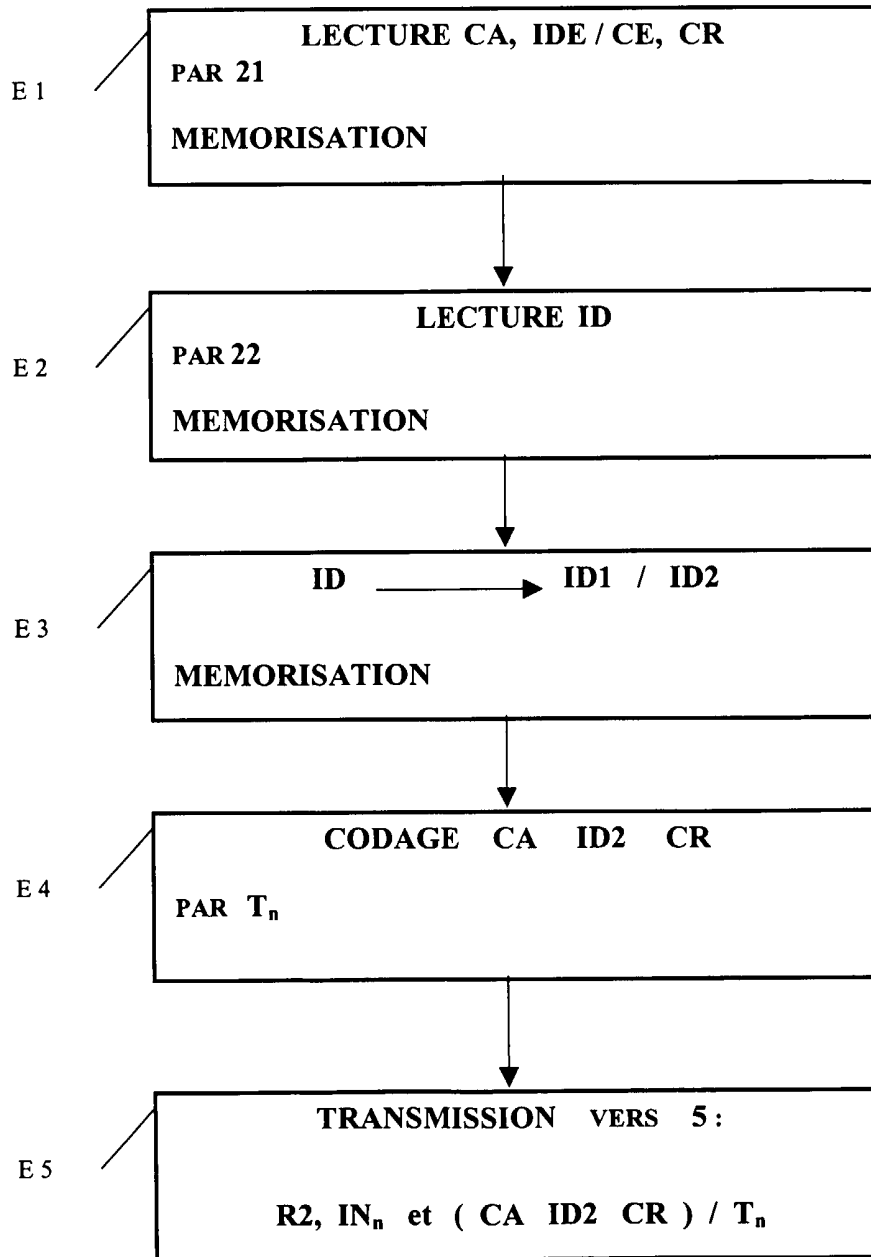 LECTURE CA, IDE / CE, CR
PAR 21
E 1
MEMORISATION
LECTURE ID
PAR 22
E 2
MEMORISATION
ID ID1 / ID2
E 3
MEMORISATION
CODAGE CA ID2 CR
E 4
PAR Tₙ
TRANSMISSION VERS 5 :
E 5
R2, INₙ et ( CA ID2 CR ) / Tₙ